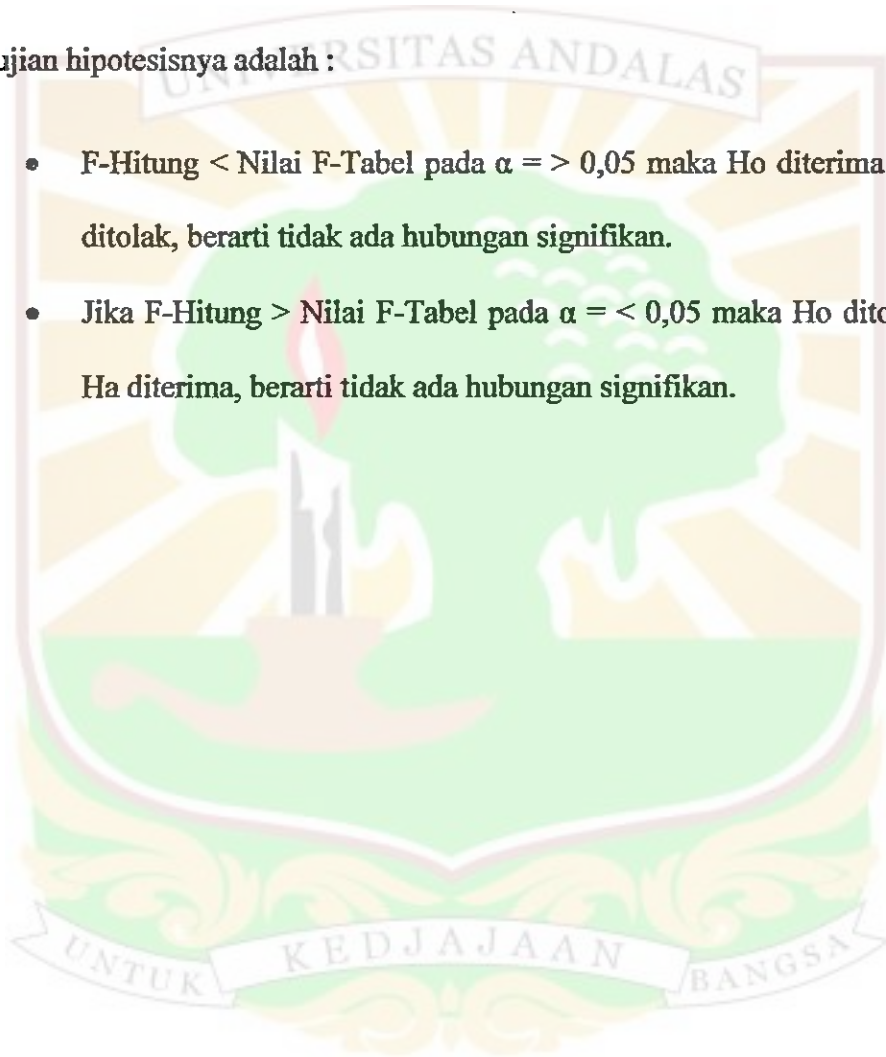 ujian hipotesisnya adalah :
UNIVERSITAS ANDALAS
• F-Hitung < Nilai F-Tabel pada α = > 0,05 maka Ho diterima
ditolak, berarti tidak ada hubungan signifikan.
• Jika F-Hitung > Nilai F-Tabel pada α = < 0,05 maka Ho
Ha diterima, berarti tidak ada hubungan signifikan.
UNTUK KEDJAJAAN BANGSA